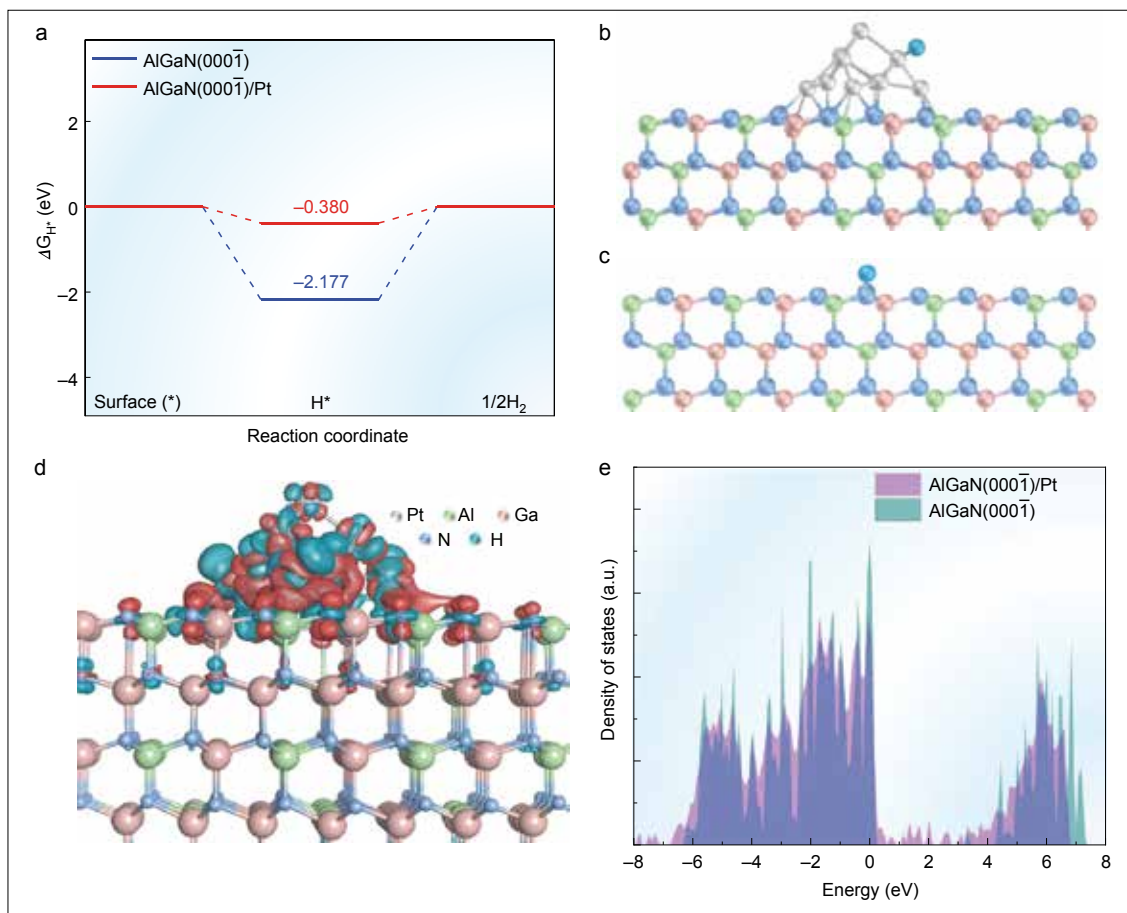 a
AlGaN(0001̅)
AlGaN(0001̅)/Pt
2
0
−2
−4
ΔG_H* (eV)
−0.380
−2.177
Surface (*) H* 1/2H₂
Reaction coordinate
b
c
d
Pt Al Ga
N H
e
AlGaN(0001̅)/Pt
AlGaN(0001̅)
Density of states (a.u.)
−8 −6 −4 −2 0 2 4 6 8
Energy (eV)